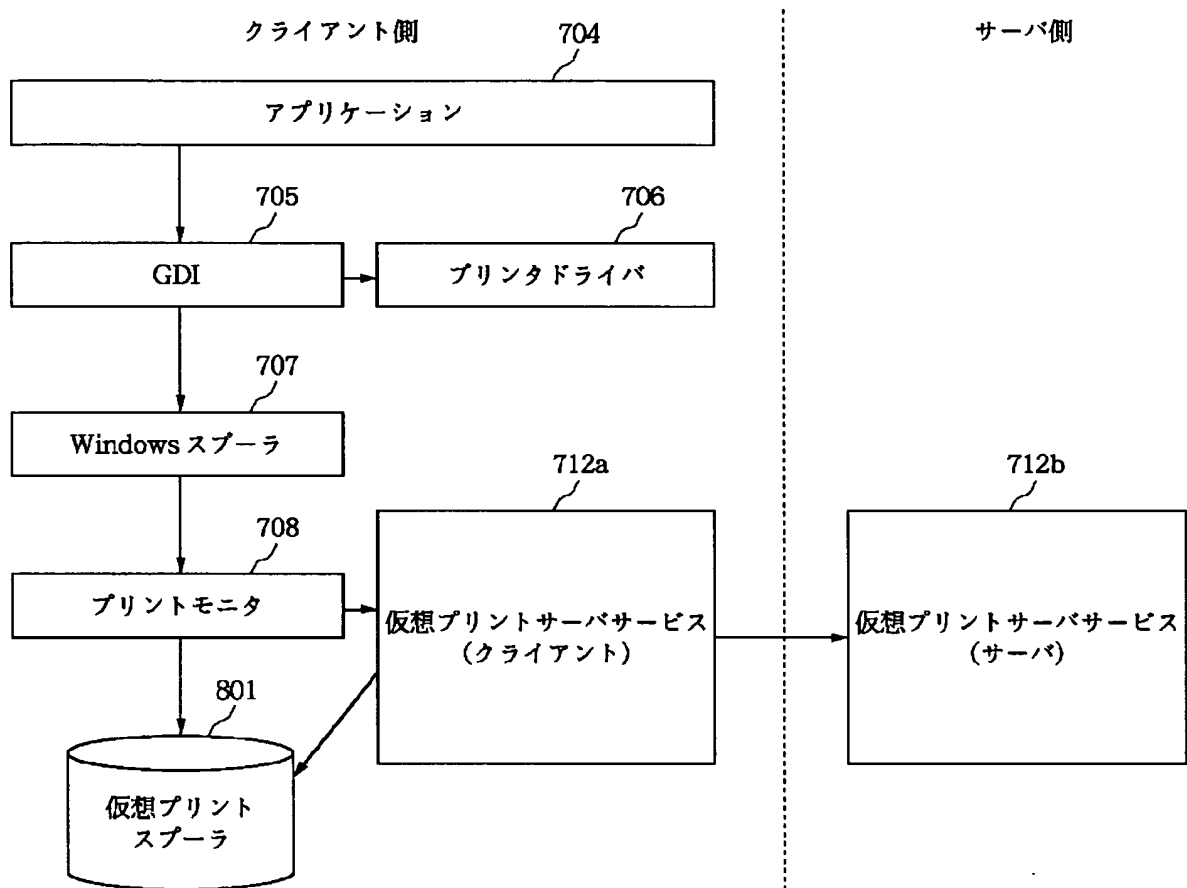 クライアント側
704
サーバ側
アプリケーション
705
706
GDI
プリンタドライバ
707
Windowsスプーラ
712a
712b
708
プリントモニタ
仮想プリントサーバサービス
(クライアント)
仮想プリントサーバサービス
(サーバ)
801
仮想プリント
スプーラ